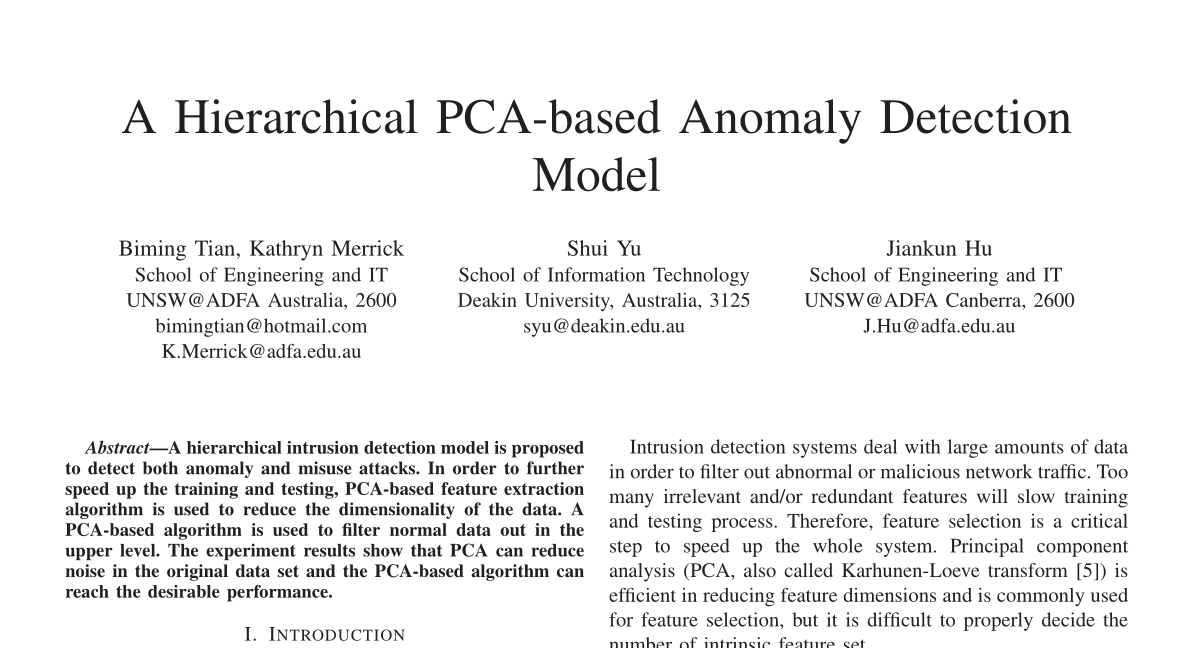 A Hierarchical PCA-based Anomaly Detection
Model
Biming Tian, Kathryn Merrick
School of Engineering and IT
UNSW@ADFA Australia, 2600
bimingtian@hotmail.com
K.Merrick@adfa.edu.au
Shui Yu
School of Information Technology
Deakin University, Australia, 3125
syu@deakin.edu.au
Jiankun Hu
School of Engineering and IT
UNSW@ADFA Canberra, 2600
J.Hu@adfa.edu.au
Abstract—A hierarchical intrusion detection model is proposed
to detect both anomaly and misuse attacks. In order to further
speed up the training and testing, PCA-based feature extraction
algorithm is used to reduce the dimensionality of the data. A
PCA-based algorithm is used to filter normal data out in the
upper level. The experiment results show that PCA can reduce
noise in the original data set and the PCA-based algorithm can
reach the desirable performance.
I. INTRODUCTION
Intrusion detection systems deal with large amounts of data
in order to filter out abnormal or malicious network traffic. Too
many irrelevant and/or redundant features will slow training
and testing process. Therefore, feature selection is a critical
step to speed up the whole system. Principal component
analysis (PCA, also called Karhunen-Loeve transform [5]) is
efficient in reducing feature dimensions and is commonly used
for feature selection, but it is difficult to properly decide the
number of intrinsic feature set.